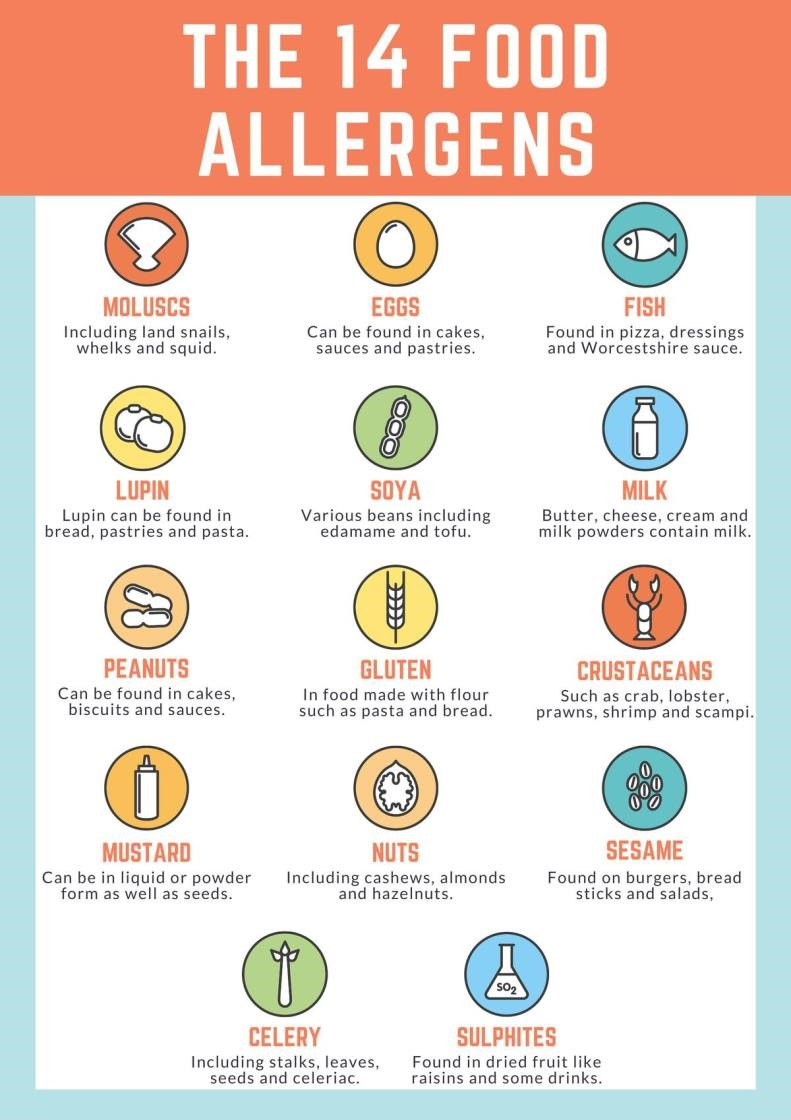 THE 14 FOOD
ALLERGENS
MOLUSCS
Including land snails,
whelks and squid.
EGGS
Can be found in cakes,
sauces and pastries.
FISH
Found in pizza, dressings
and Worcestshire sauce.
LUPIN
Lupin can be found in
bread, pastries and pasta.
SOYA
Various beans including
edamame and tofu.
MILK
Butter, cheese, cream and
milk powders contain milk.
PEANUTS
Can be found in cakes,
biscuits and sauces.
GLUTEN
In food made with flour
such as pasta and bread.
CRUSTACEANS
Such as crab, lobster,
prawns, shrimp and scampi.
MUSTARD
Can be in liquid or powder
form as well as seeds.
NUTS
Including cashews, almonds
and hazelnuts.
SESAME
Found on burgers, bread
sticks and salads,
CELERY
Including stalks, leaves,
seeds and celeriac.
SO2
SULPHITES
Found in dried fruit like
raisins and some drinks.